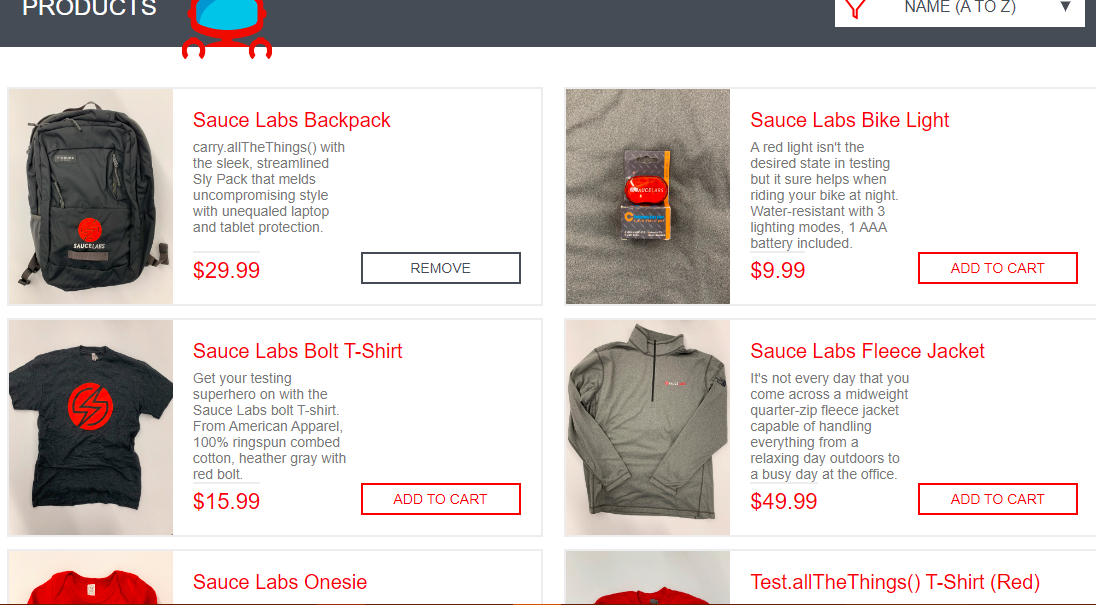 PRODUCTS
NAME (A TO Z)
Sauce Labs Backpack
carry.allTheThings() with
the sleek, streamlined
Sly Pack that melds
uncompromising style
with unequaled laptop
and tablet protection.
$29.99
REMOVE
SAUCELABS
Sauce Labs Bike Light
A red light isn't the
desired state in testing
but it sure helps when
riding your bike at night.
Water-resistant with 3
lighting modes, 1 AAA
battery included.
$9.99
ADD TO CART
SAUCELABS
Sauce Labs Bolt T-Shirt
Get your testing
superhero on with the
Sauce Labs bolt T-shirt.
From American Apparel,
100% ringspun combed
cotton, heather gray with
red bolt.
$15.99
ADD TO CART
Sauce Labs Fleece Jacket
It's not every day that you
come across a midweight
quarter-zip fleece jacket
capable of handling
everything from a
relaxing day outdoors to
a busy day at the office.
$49.99
ADD TO CART
Sauce Labs Onesie
Test.allTheThings() T-Shirt (Red)